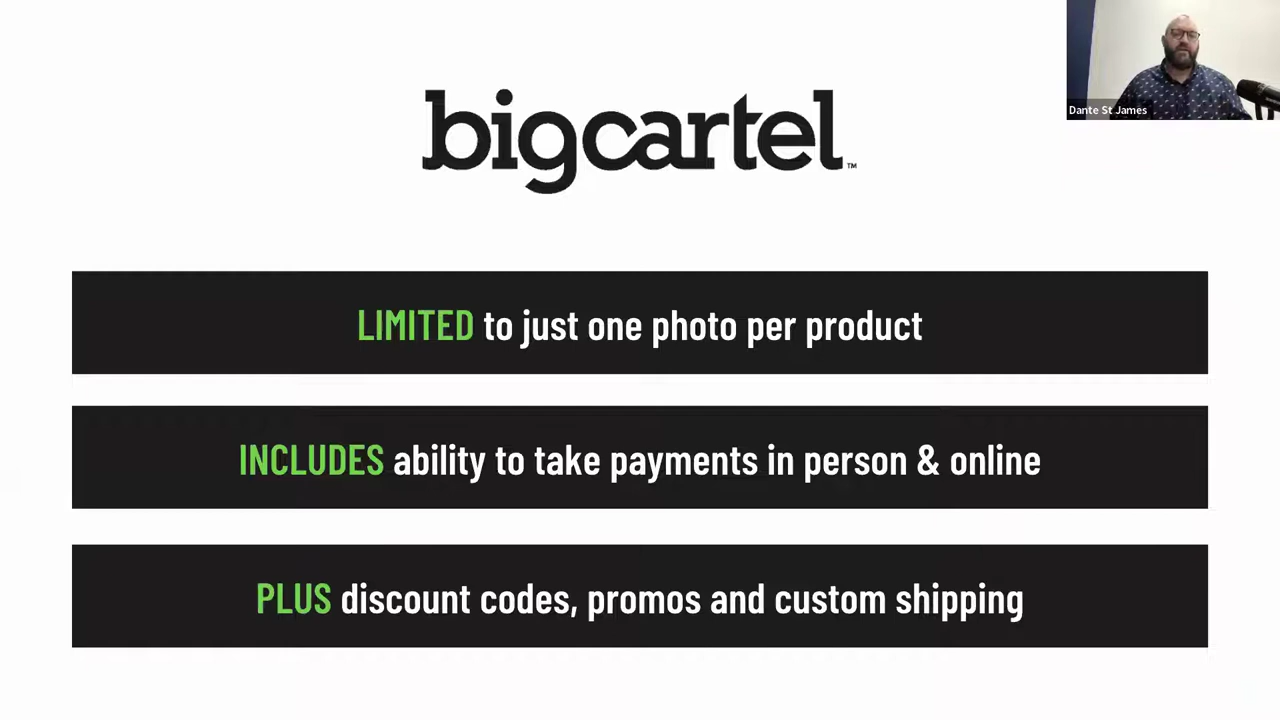 bigcartel™
Dante St James
LIMITED to just one photo per product
INCLUDES ability to take payments in person & online
PLUS discount codes, promos and custom shipping